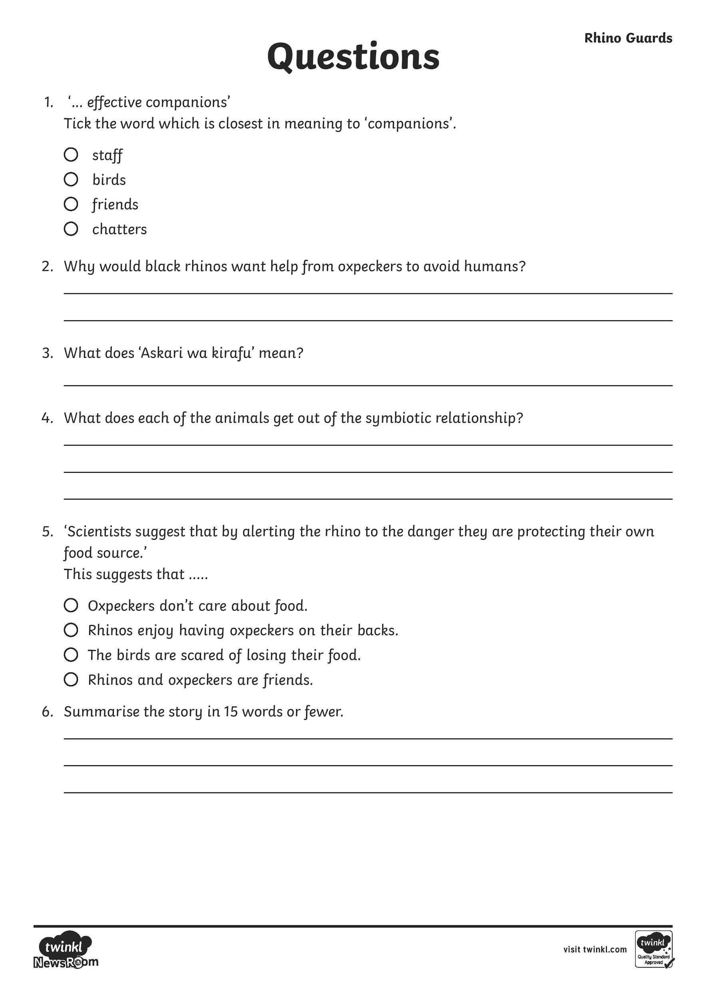 Rhino Guards
Questions
1. ‘... effective companions’
Tick the word which is closest in meaning to ‘companions’.
staff
birds
friends
chatters
2. Why would black rhinos want help from oxpeckers to avoid humans?
3. What does ‘Askari wa kirafu’ mean?
4. What does each of the animals get out of the symbiotic relationship?
5. ‘Scientists suggest that by alerting the rhino to the danger they are protecting their own
food source.’
This suggests that .....
Oxpeckers don’t care about food.
Rhinos enjoy having oxpeckers on their backs.
The birds are scared of losing their food.
Rhinos and oxpeckers are friends.
6. Summarise the story in 15 words or fewer.
twinkl
NewsRoom
visit twinkl.com
twinkl
Quality Standard
Approved